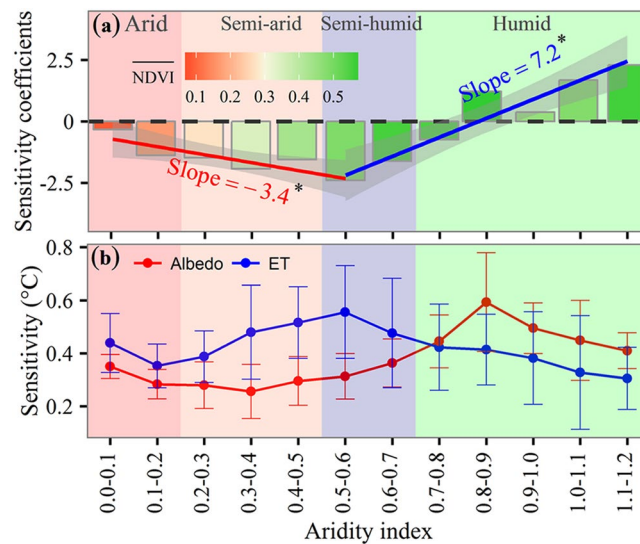 (a) Arid Semi-arid Semi-humid Humid
NDVI
0.1 0.2 0.3 0.4 0.5
Slope = 7.2 *
Slope = −3.4 *
Sensitivity coefficients
2.5
0
-2.5
(b) Albedo ET
Sensitivity (°C)
0.8
0.6
0.4
0.2
0.0-0.1
0.1-0.2
0.2-0.3
0.3-0.4
0.4-0.5
0.5-0.6
0.6-0.7
0.7-0.8
0.8-0.9
0.9-1.0
1.0-1.1
1.1-1.2
Aridity index